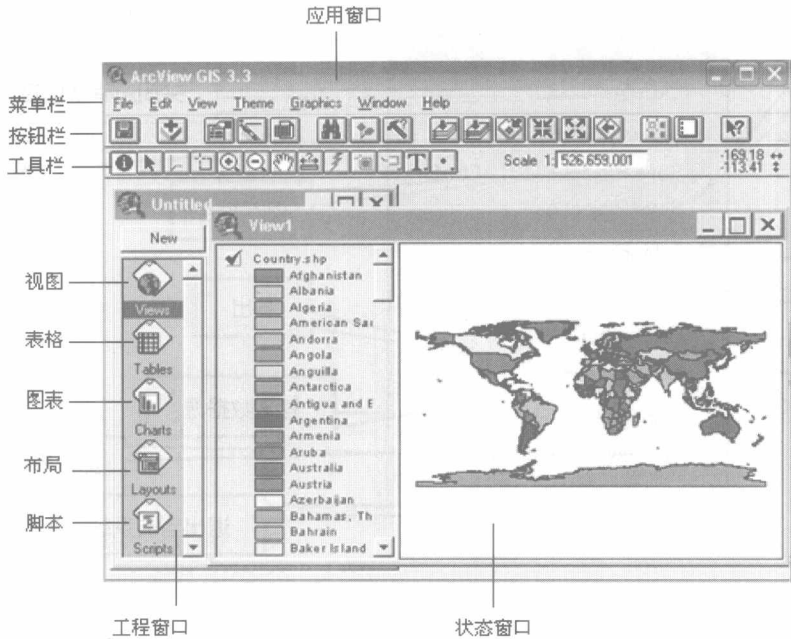 应用窗口
ArcView GIS 3.3
菜单栏
File Edit View Theme Graphics Window Help
按钮栏
工具栏
Scale 1: 526,659,001
-169.18
-113.41
Untitled
View1
New
Country.shp
Afghanistan
Albania
Algeria
American Sa
Andorra
Angola
Anguilla
Antarctica
Antigua and E
Argentina
Armenia
Aruba
Australia
Austria
Azerbaijan
Bahamas, Th
Bahrain
Baker Island
视图
Views
表格
Tables
图表
Charts
布局
Layouts
脚本
Scripts
工程窗口
状态窗口